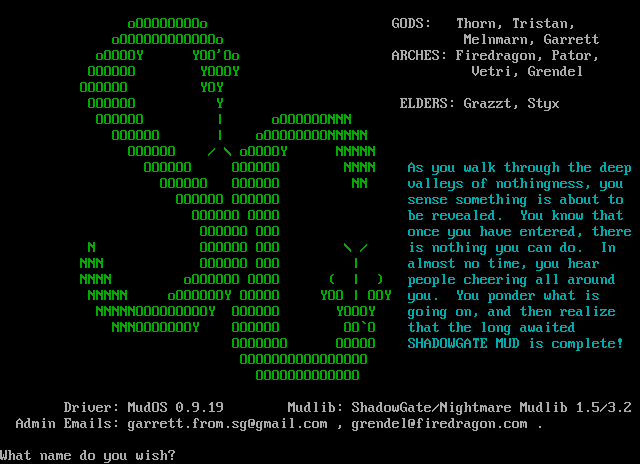 GODS: Thorn, Tristan,
Melnmarn, Garrett
ARCHES: Firedragon, Pator,
Vetri, Grendel
ELDERS: Grazzt, Styx
As you walk through the deep
valleys of nothingness, you
sense something is about to
be revealed. You know that
once you have entered, there
is nothing you can do. In
almost no time, you hear
people cheering all around
you. You ponder what is
going on, and then realize
that the long awaited
SHADOWGATE MUD is complete!
Driver: MudOS 0.9.19 Mudlib: ShadowGate/Nightmare Mudlib 1.5/3.2
Admin Emails: garrett.from.sg@gmail.com , grendel@firedragon.com .
What name do you wish?